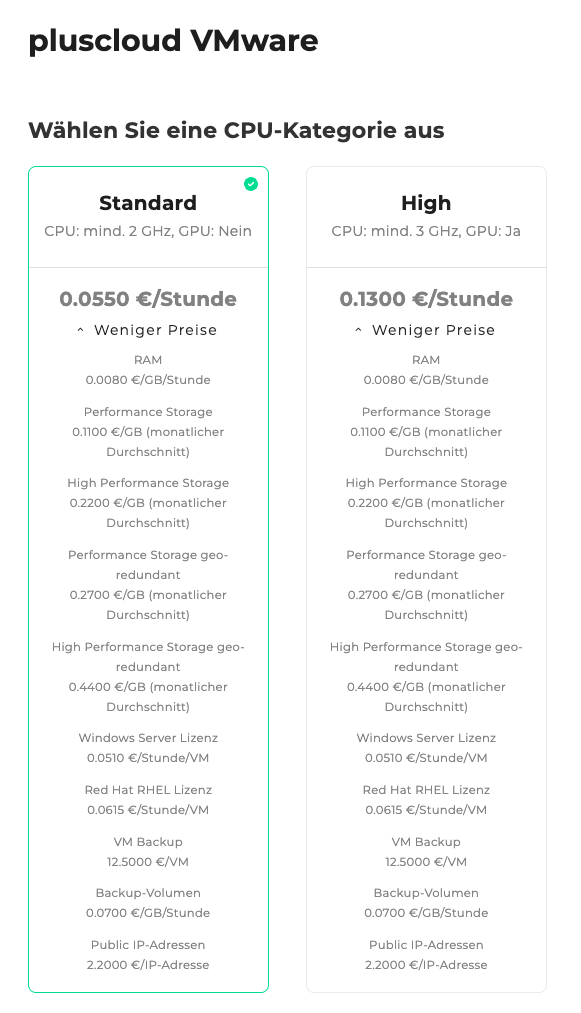 pluscloud VMware
Wählen Sie eine CPU-Kategorie aus
Standard
CPU: mind. 2 GHz, GPU: Nein
0.0550 €/Stunde
Weniger Preise
RAM
0.0080 €/GB/Stunde
Performance Storage
0.1100 €/GB (monatlicher
Durchschnitt)
High Performance Storage
0.2200 €/GB (monatlicher
Durchschnitt)
Performance Storage geo-
redundant
0.2700 €/GB (monatlicher
Durchschnitt)
High Performance Storage geo-
redundant
0.4400 €/GB (monatlicher
Durchschnitt)
Windows Server Lizenz
0.0510 €/Stunde/VM
Red Hat RHEL Lizenz
0.0615 €/Stunde/VM
VM Backup
12.5000 €/VM
Backup-Volumen
0.0700 €/GB/Stunde
Public IP-Adressen
2.2000 €/IP-Adresse
High
CPU: mind. 3 GHz, GPU: Ja
0.1300 €/Stunde
Weniger Preise
RAM
0.0080 €/GB/Stunde
Performance Storage
0.1100 €/GB (monatlicher
Durchschnitt)
High Performance Storage
0.2200 €/GB (monatlicher
Durchschnitt)
Performance Storage geo-
redundant
0.2700 €/GB (monatlicher
Durchschnitt)
High Performance Storage geo-
redundant
0.4400 €/GB (monatlicher
Durchschnitt)
Windows Server Lizenz
0.0510 €/Stunde/VM
Red Hat RHEL Lizenz
0.0615 €/Stunde/VM
VM Backup
12.5000 €/VM
Backup-Volumen
0.0700 €/GB/Stunde
Public IP-Adressen
2.2000 €/IP-Adresse